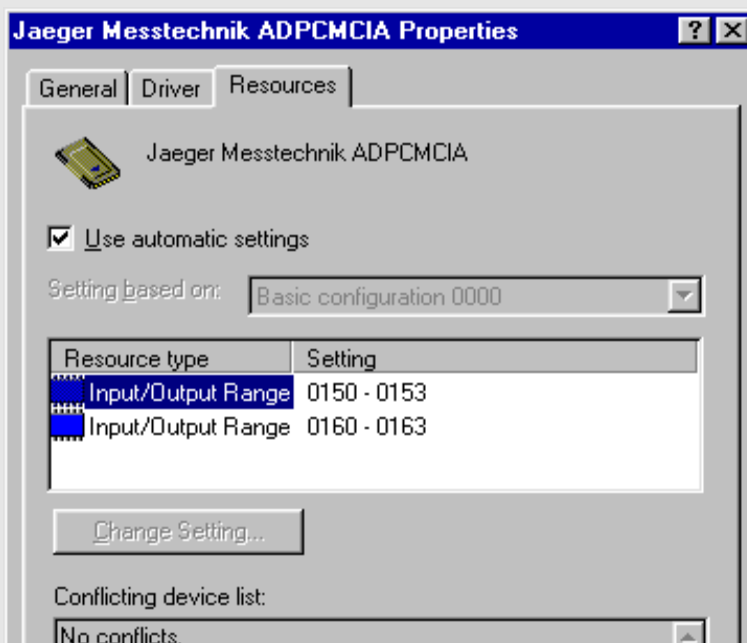 Jaeger Messtechnik ADPCMCIA Properties
General Driver Resources
Jaeger Messtechnik ADPCMCIA
Use automatic settings
Setting based on: Basic configuration 0000
Resource type Setting
Input/Output Range 0150 - 0153
Input/Output Range 0160 - 0163
Change Setting...
Conflicting device list:
No conflicts.